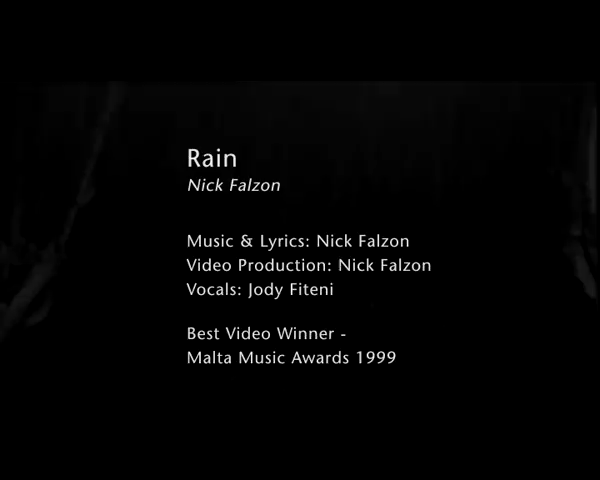 Rain
Nick Falzon
Music & Lyrics: Nick Falzon
Video Production: Nick Falzon
Vocals: Jody Fiteni
Best Video Winner -
Malta Music Awards 1999